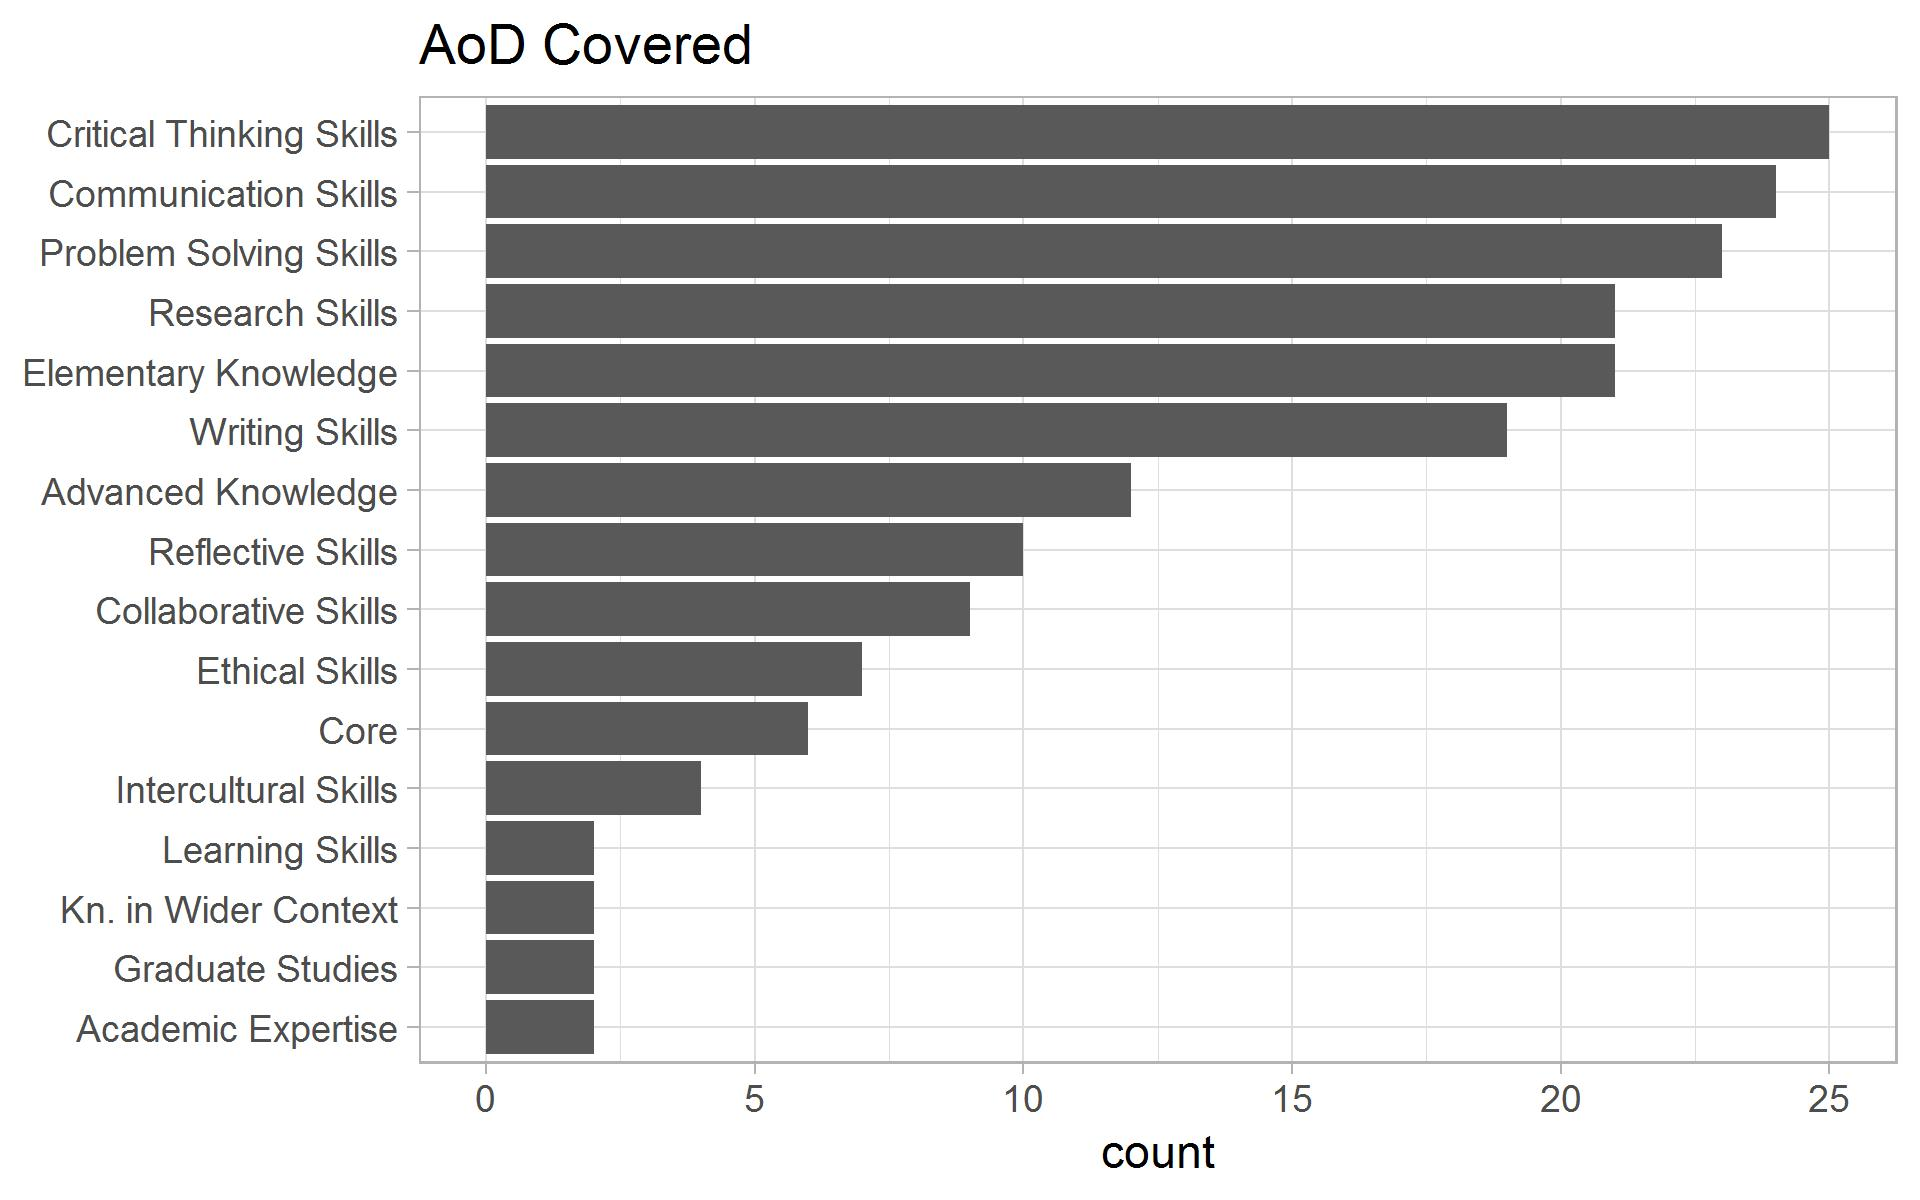 AoD Covered
Critical Thinking Skills
Communication Skills
Problem Solving Skills
Research Skills
Elementary Knowledge
Writing Skills
Advanced Knowledge
Reflective Skills
Collaborative Skills
Ethical Skills
Core
Intercultural Skills
Learning Skills
Kn. in Wider Context
Graduate Studies
Academic Expertise
0 5 10 15 20 25
count